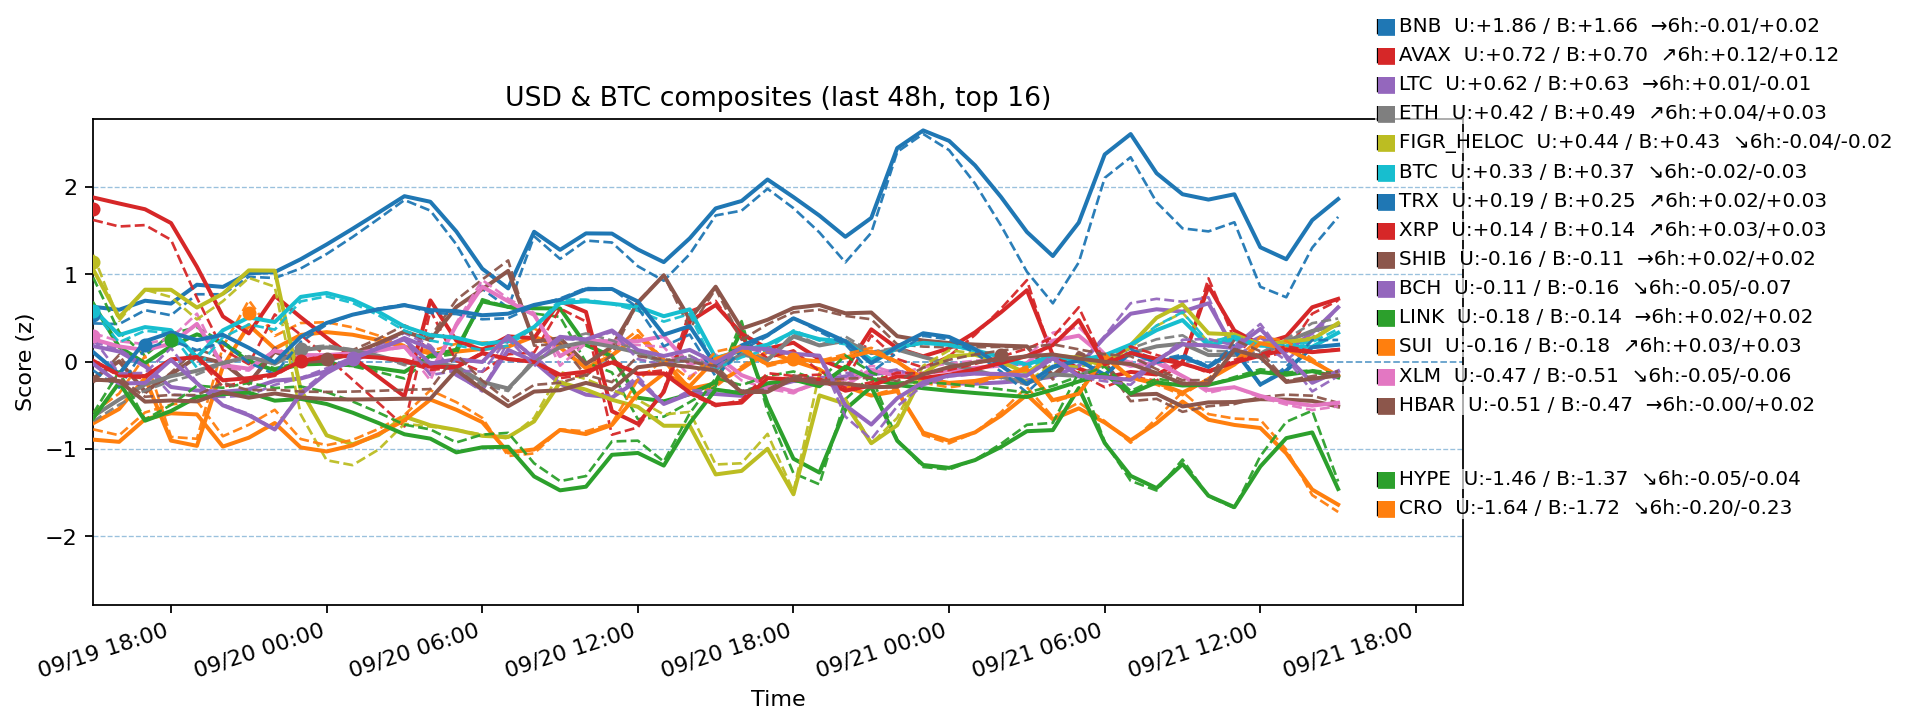 BNB U:+1.86 / B:+1.66 →6h:-0.01/+0.02
AVAX U:+0.72 / B:+0.70 ↗6h:+0.12/+0.12
LTC U:+0.62 / B:+0.63 →6h:+0.01/-0.01
USD & BTC composites (last 48h, top 16)
ETH U:+0.42 / B:+0.49 ↗6h:+0.04/+0.03
FIGR_HELOC U:+0.44 / B:+0.43 ↘6h:-0.04/-0.02
BTC U:+0.33 / B:+0.37 ↘6h:-0.02/-0.03
TRX U:+0.19 / B:+0.25 ↗6h:+0.02/+0.03
XRP U:+0.14 / B:+0.14 ↗6h:+0.03/+0.03
SHIB U:-0.16 / B:-0.11 →6h:+0.02/+0.02
BCH U:-0.11 / B:-0.16 ↘6h:-0.05/-0.07
LINK U:-0.18 / B:-0.14 →6h:+0.02/+0.02
SUI U:-0.16 / B:-0.18 ↗6h:+0.03/+0.03
XLM U:-0.47 / B:-0.51 ↘6h:-0.05/-0.06
HBAR U:-0.51 / B:-0.47 →6h:-0.00/+0.02
HYPE U:-1.46 / B:-1.37 ↘6h:-0.05/-0.04
CRO U:-1.64 / B:-1.72 ↘6h:-0.20/-0.23
Score (z)
2
1
0
−1
−2
09/19 18:00
09/20 00:00
09/20 06:00
09/20 12:00
09/20 18:00
09/21 00:00
09/21 06:00
09/21 12:00
09/21 18:00
Time